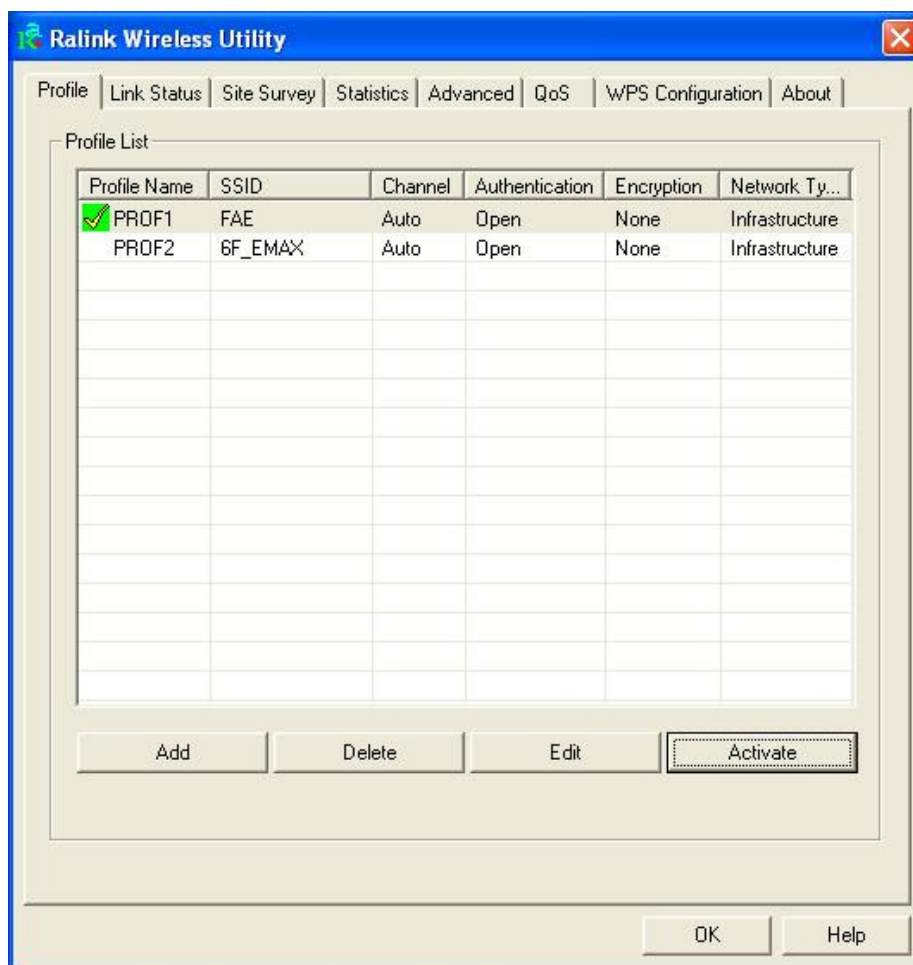 Ralink Wireless Utility
Profile Link Status Site Survey Statistics Advanced QoS WPS Configuration About
Profile List
Profile Name SSID Channel Authentication Encryption Network Ty...
PROF1 FAE Auto Open None Infrastructure
PROF2 6F_EMAX Auto Open None Infrastructure
Add Delete Edit Activate
OK Help